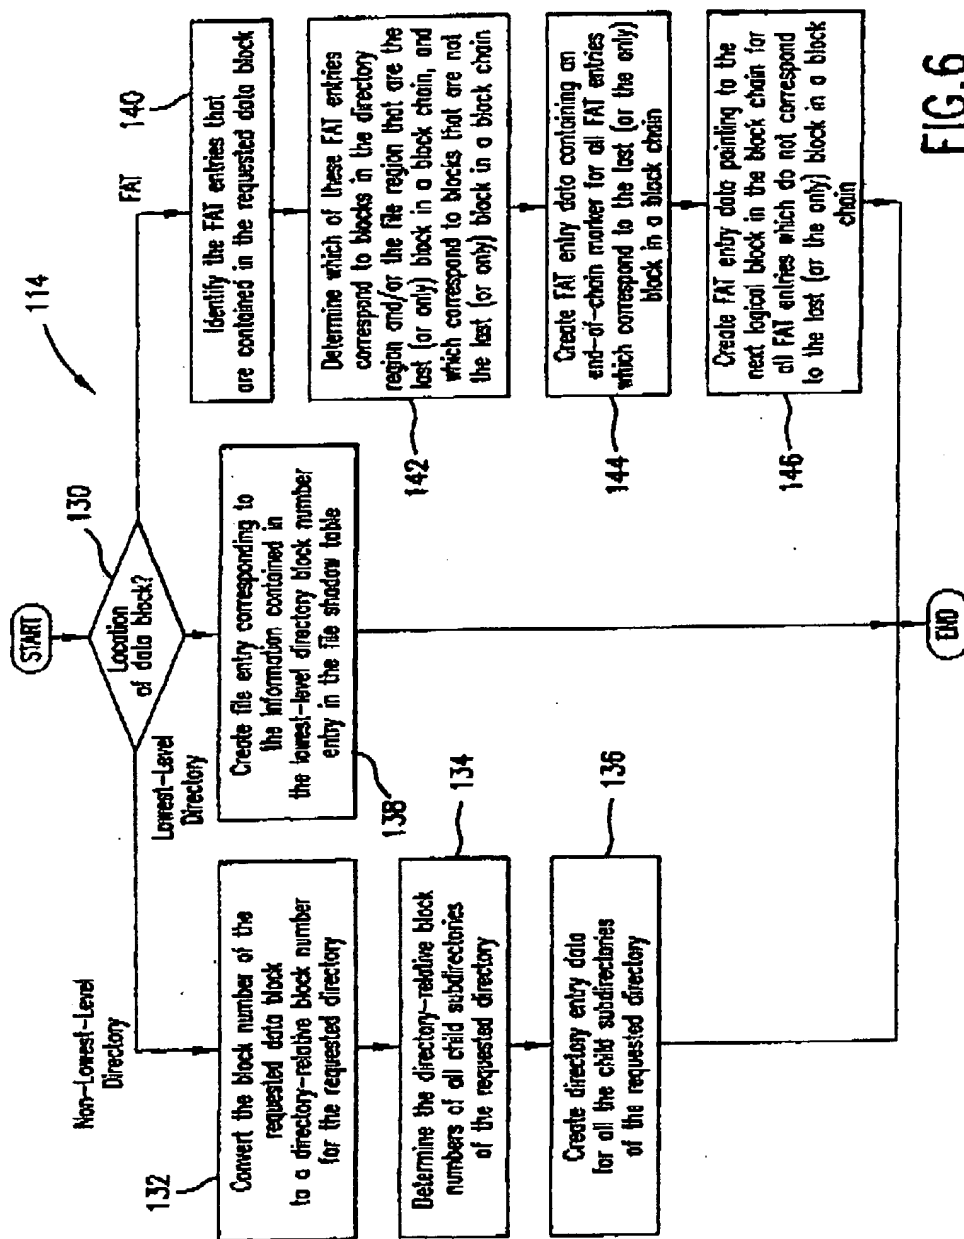 START
Location
of data block?
130
114
Non-Lowest-Level
Directory
Convert the block number of the
requested data block
to a directory-relative block number
for the requested directory
132
Determine the directory-relative block
numbers of all child subdirectories
of the requested directory
134
Create directory entry data
for all the child subdirectories
of the requested directory
136
Lowest-Level
Directory
Create file entry corresponding to
the information contained in
the lowest-level directory block number
entry in the file shadow table
138
FAT
Identify the FAT entries that
are contained in the requested data block
140
Determine which of these FAT entries
correspond to blocks in the directory
region and/or the file region that are the
last (or only) block in a block chain, and
which correspond to blocks that are not
the last (or only) block in a block chain
142
Create FAT entry data containing an
end-of-chain marker for all FAT entries
which correspond to the last (or the only)
block in a block chain
144
Create FAT entry data pointing to the
next logical block in the block chain for
all FAT entries which do not correspond
to the last (or the only) block in a block
chain
146
END
FIG.6